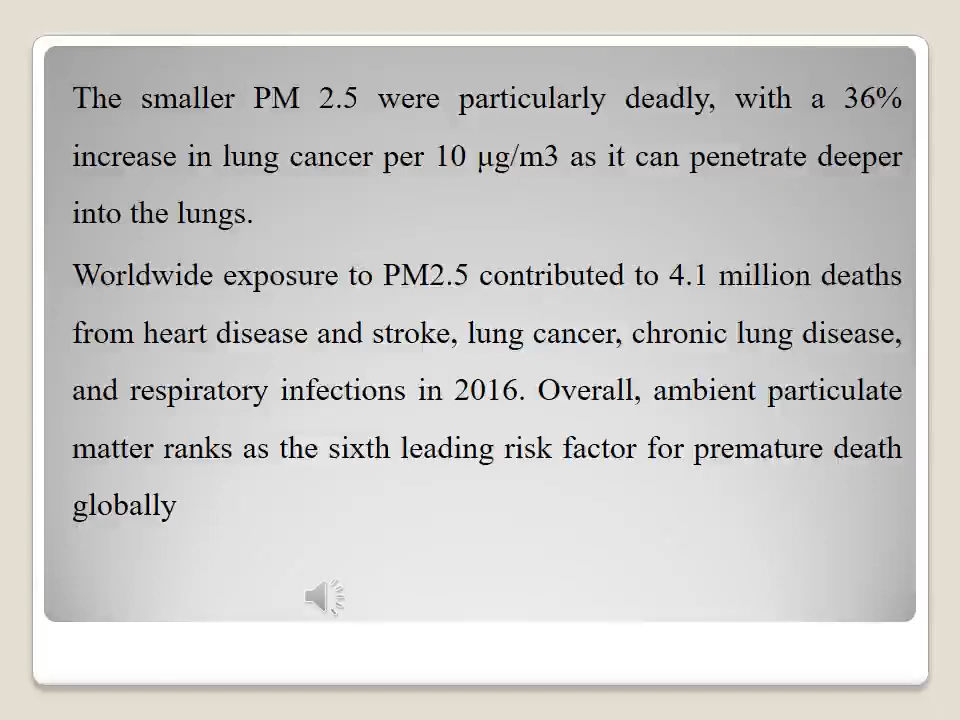 The smaller PM 2.5 were particularly deadly, with a 36%
increase in lung cancer per 10 μg/m3 as it can penetrate deeper
into the lungs.
Worldwide exposure to PM2.5 contributed to 4.1 million deaths
from heart disease and stroke, lung cancer, chronic lung disease,
and respiratory infections in 2016. Overall, ambient particulate
matter ranks as the sixth leading risk factor for premature death
globally